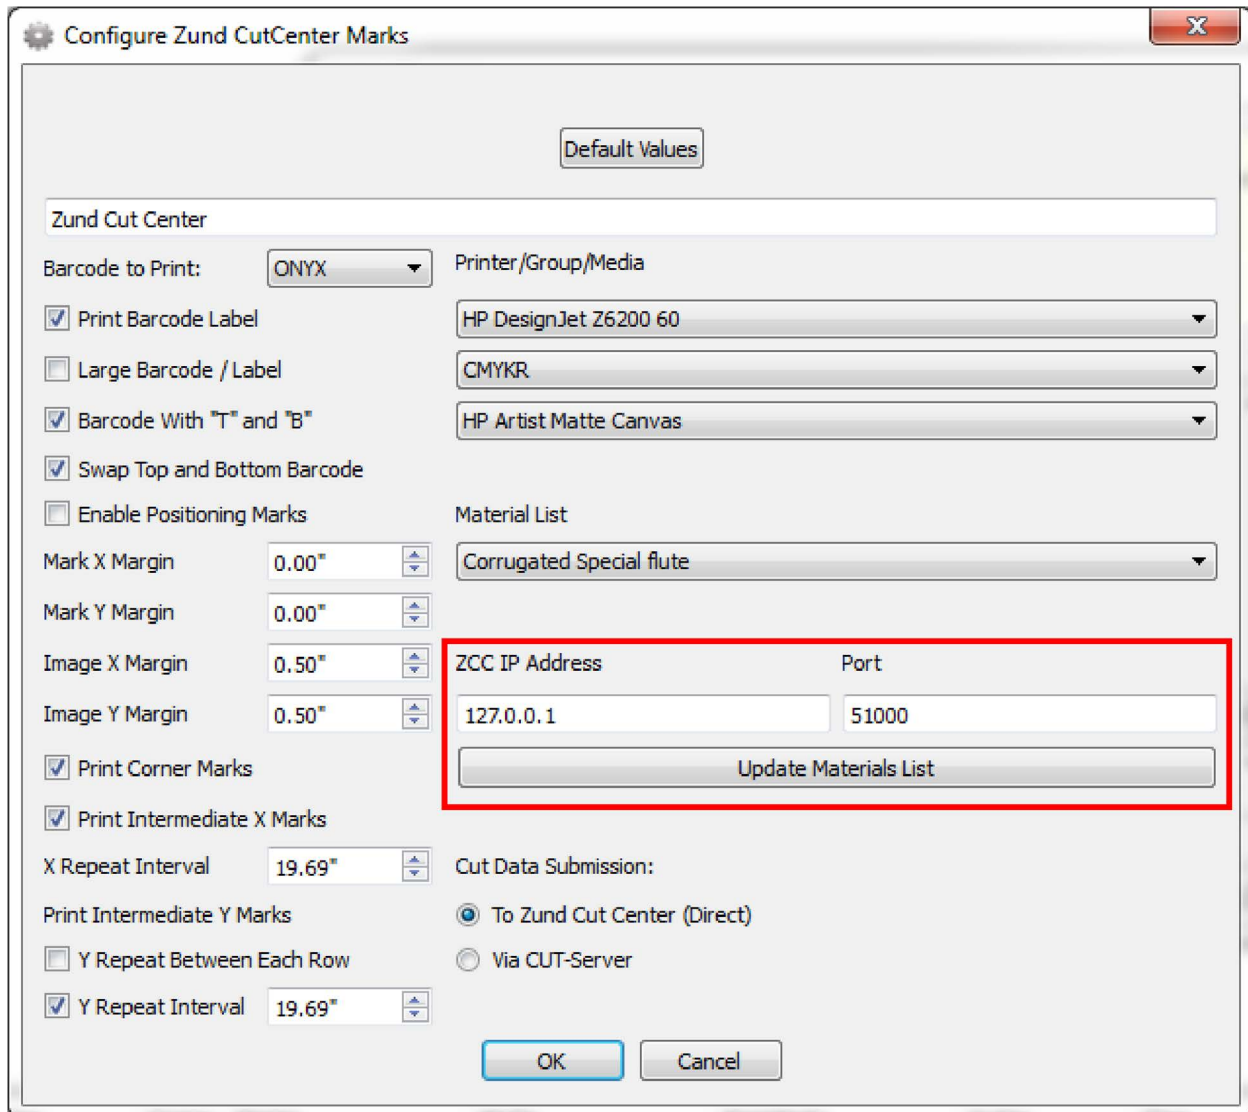 Configure Zund CutCenter Marks
Default Values
Zund Cut Center
Barcode to Print: ONYX Printer/Group/Media
Print Barcode Label HP DesignJet Z6200 60
Large Barcode / Label CMYKR
Barcode With "T" and "B" HP Artist Matte Canvas
Swap Top and Bottom Barcode
Enable Positioning Marks Material List
Mark X Margin 0.00" Corrugated Special flute
Mark Y Margin 0.00"
Image X Margin 0.50" ZCC IP Address Port
Image Y Margin 0.50" 127.0.0.1 51000
Print Corner Marks Update Materials List
Print Intermediate X Marks
X Repeat Interval 19.69" Cut Data Submission:
Print Intermediate Y Marks To Zund Cut Center (Direct)
Y Repeat Between Each Row Via CUT-Server
Y Repeat Interval 19.69"
OK Cancel